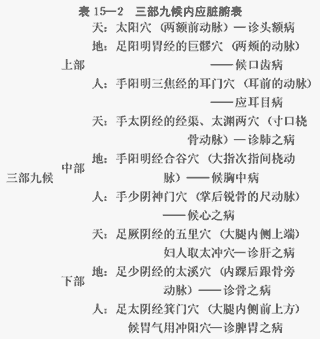 表 15—2 三部九候内应脏腑表
天：太阳穴（两额前动脉）—诊头额病
地：足阳明胃经的巨髎穴（两颊的动脉）
上部
——候口齿病
人：手阳明三焦经的耳门穴（耳前的动脉）
——应耳目病
天：手太阴经的经渠、太渊两穴（寸口桡
骨动脉）—诊肺之病
地：手阳明经合谷穴（大指次指间桡动
三部九候
中部
脉）——候胸中病
人：手少阴神门穴（掌后锐骨的尺动脉）
——候心之病
天：足厥阴经的五里穴（大腿内侧上端）
妇人取太冲穴—诊肝之病
地：足少阴经的太溪穴（内踝后跟骨旁
下部
动脉）——诊骨之病
人：足太阴经箕门穴（大腿内侧前上方）
候胃气用冲阳穴—诊脾胃之病